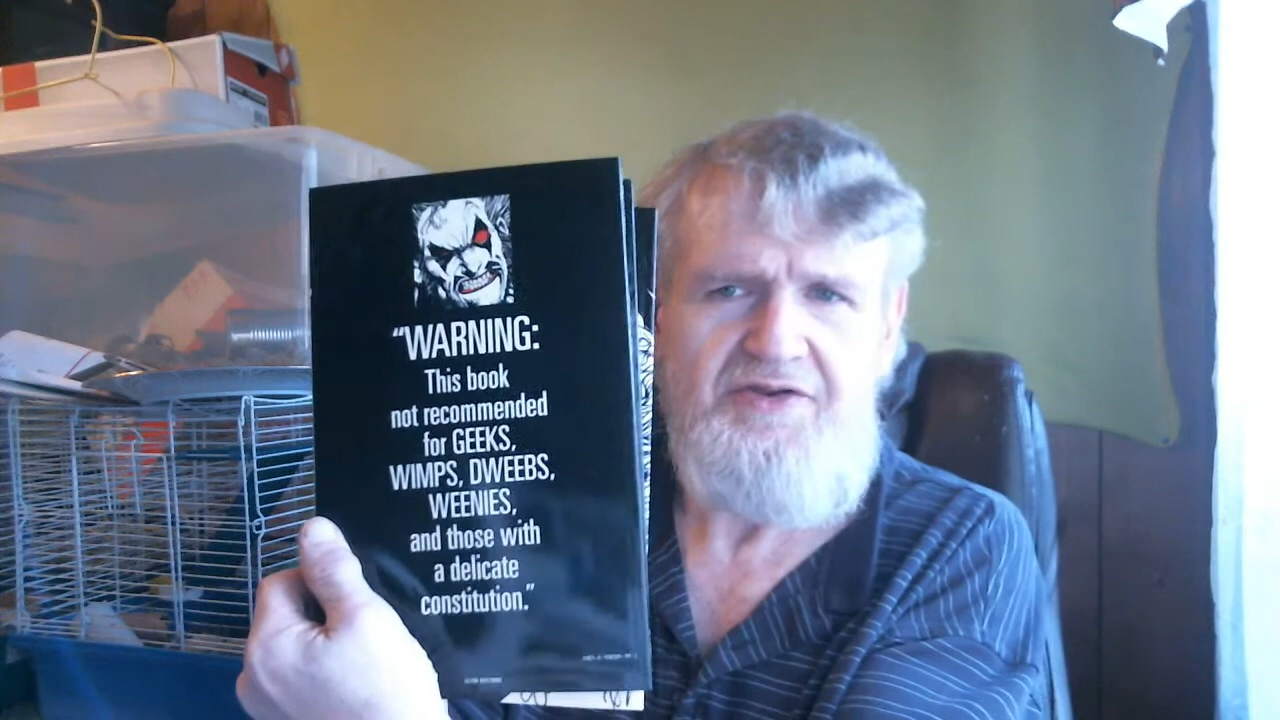 “WARNING:
This book
not recommended
for GEEKS,
WIMPS, DWEEBS,
WEENIES,
and those with
a delicate
constitution.”